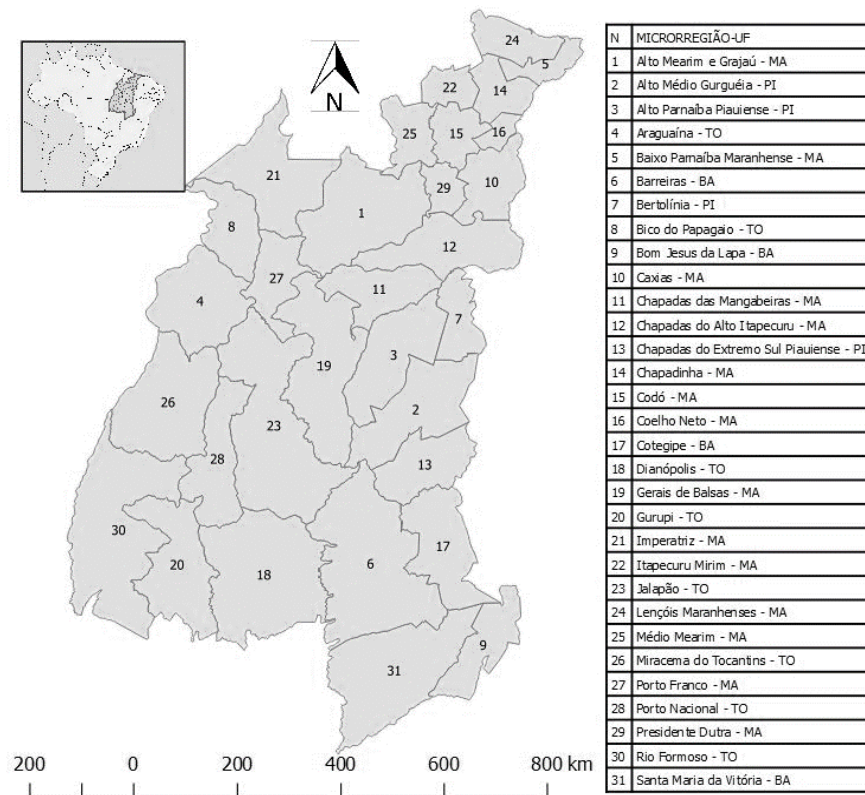 24
5
22
14
25
15
16
21
29
10
1
8
12
27
11
4
7
3
19
26
2
23
28
13
30
17
20
18
6
9
31
N
200 0 200 400 600 800 km
N MICRORREGIÃO-UF
1 Alto Mearim e Grajaú - MA
2 Alto Médio Gurguéia - PI
3 Alto Parnaíba Piauiense - PI
4 Araguaína - TO
5 Baixo Parnaíba Maranhense - MA
6 Barreiras - BA
7 Bertolínia - PI
8 Bico do Papagaio - TO
9 Bom Jesus da Lapa - BA
10 Caxias - MA
11 Chapadas das Mangabeiras - MA
12 Chapadas do Alto Itapecuru - MA
13 Chapadas do Extremo Sul Piauiense - PI
14 Chapadinha - MA
15 Codó - MA
16 Coelho Neto - MA
17 Cotegipe - BA
18 Dianópolis - TO
19 Gerais de Balsas - MA
20 Gurupi - TO
21 Imperatriz - MA
22 Itapecuru Mirim - MA
23 Jalapão - TO
24 Lençóis Maranhenses - MA
25 Médio Mearim - MA
26 Miracema do Tocantins - TO
27 Porto Franco - MA
28 Porto Nacional - TO
29 Presidente Dutra - MA
30 Rio Formoso - TO
31 Santa Maria da Vitória - BA